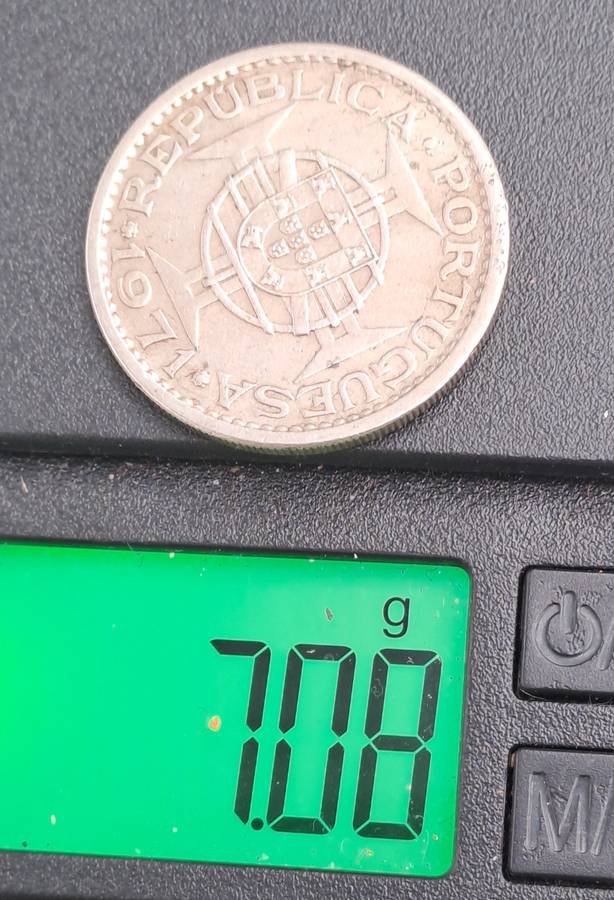 REPÚBLICA·PORTUGUESA
1971
g
7.08
M/